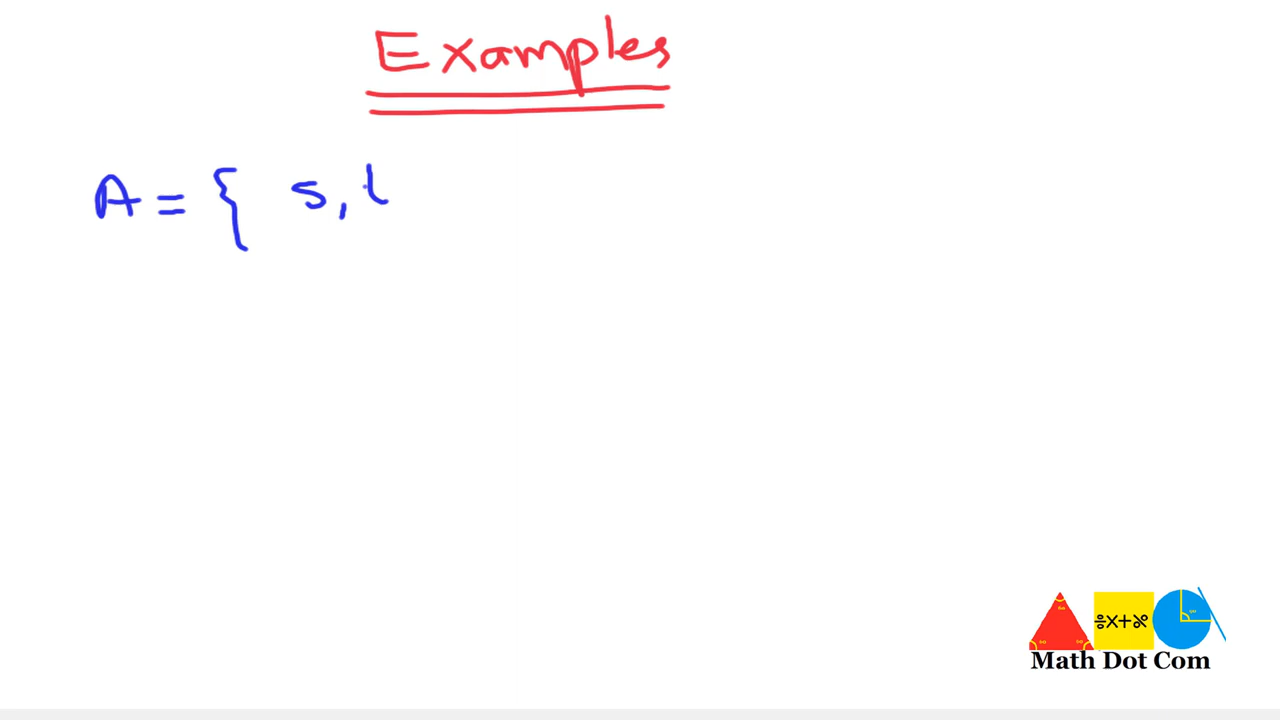 Examples
A = { s, t
÷x+%
Math Dot Com